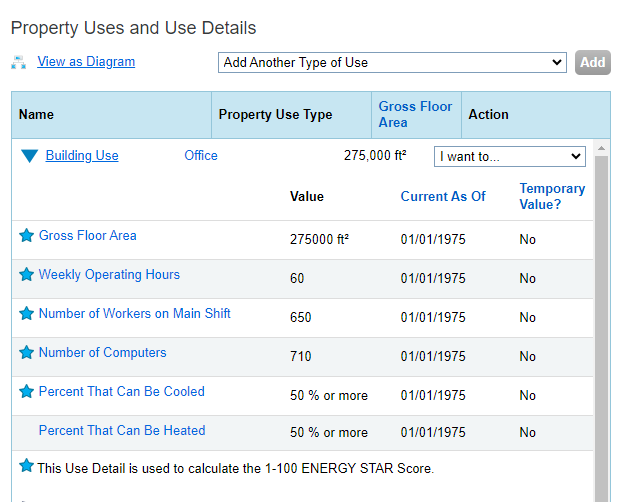 Property Uses and Use Details
View as Diagram
Add Another Type of Use
Add
Name
Property Use Type
Gross Floor
Area
Action
Building Use
Office
275,000 ft²
I want to...
Value
Current As Of
Temporary
Value?
Gross Floor Area 275000 ft² 01/01/1975 No
Weekly Operating Hours 60 01/01/1975 No
Number of Workers on Main Shift 650 01/01/1975 No
Number of Computers 710 01/01/1975 No
Percent That Can Be Cooled 50 % or more 01/01/1975 No
Percent That Can Be Heated 50 % or more 01/01/1975 No
This Use Detail is used to calculate the 1-100 ENERGY STAR Score.